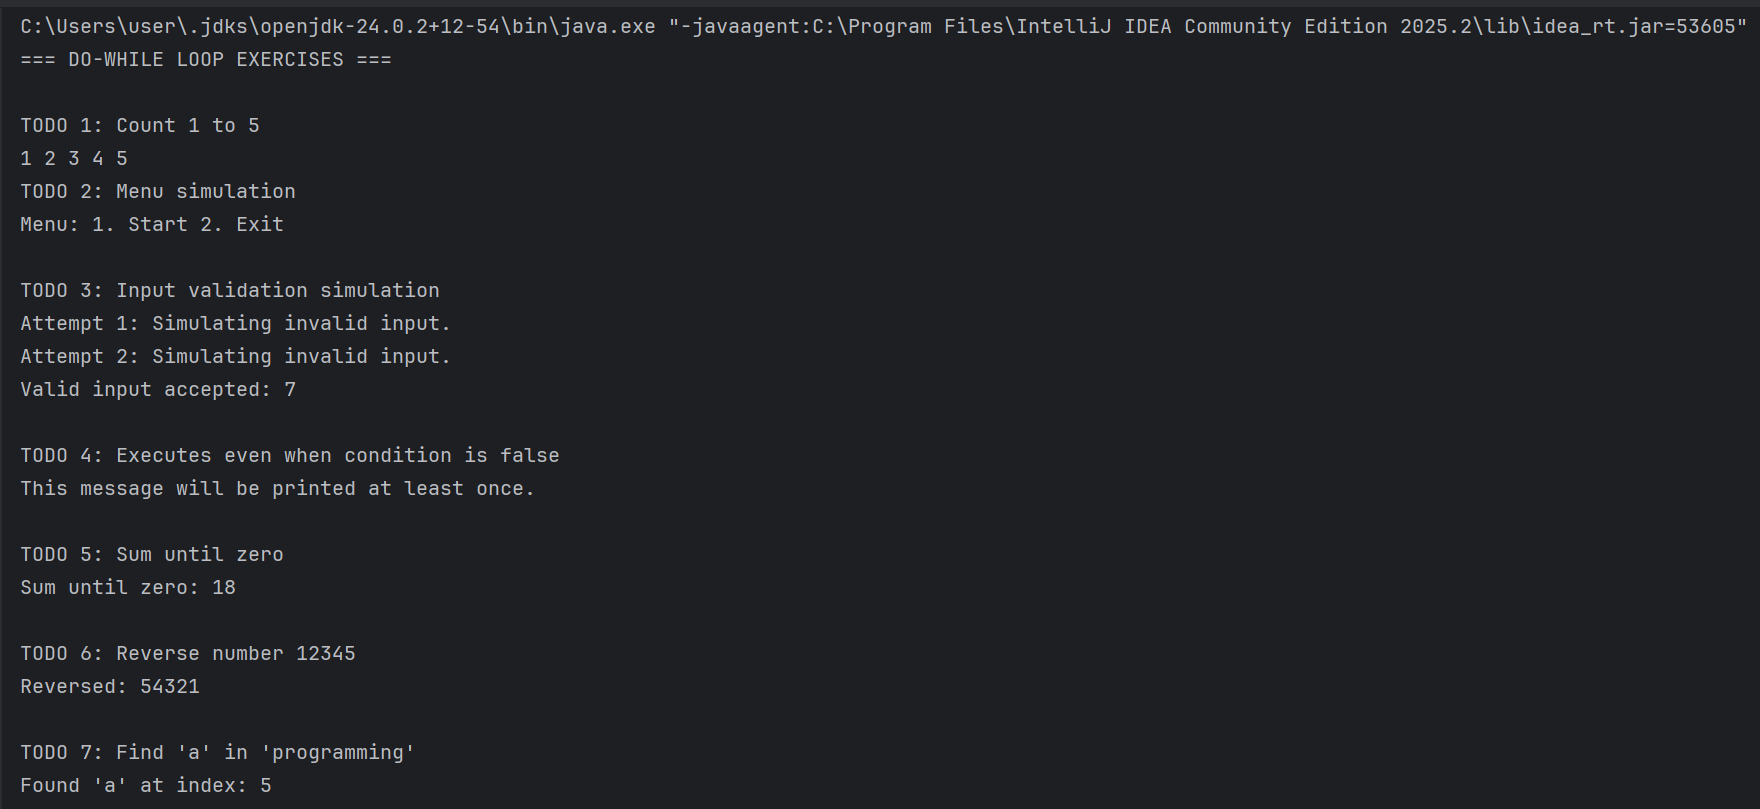 C:\Users\user\.jdks\openjdk-24.0.2+12-54\bin\java.exe "-javaagent:C:\Program Files\IntelliJ IDEA Community Edition 2025.2\lib\idea_rt.jar=53605"
=== DO-WHILE LOOP EXERCISES ===
TODO 1: Count 1 to 5
1 2 3 4 5
TODO 2: Menu simulation
Menu: 1. Start 2. Exit
TODO 3: Input validation simulation
Attempt 1: Simulating invalid input.
Attempt 2: Simulating invalid input.
Valid input accepted: 7
TODO 4: Executes even when condition is false
This message will be printed at least once.
TODO 5: Sum until zero
Sum until zero: 18
TODO 6: Reverse number 12345
Reversed: 54321
TODO 7: Find 'a' in 'programming'
Found 'a' at index: 5